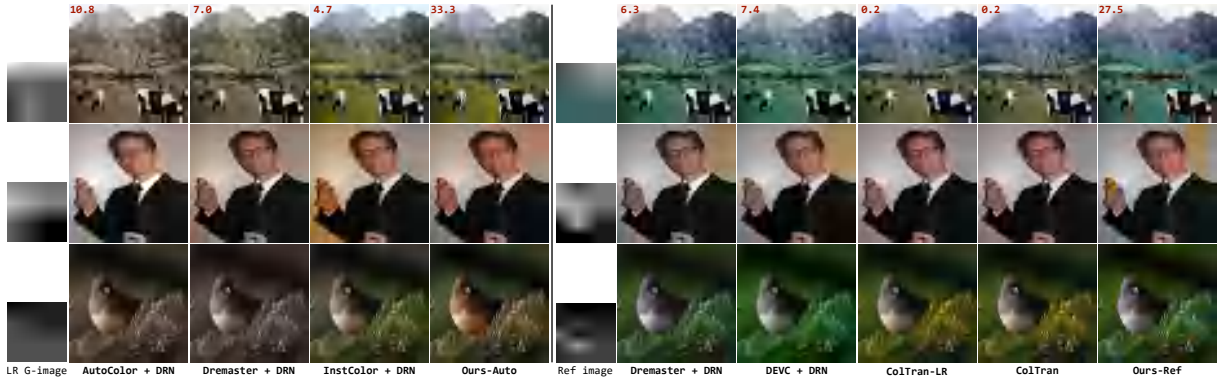 10.8 7.0 4.7 33.3 6.3 7.4 0.2 0.2 27.5
LR G-image AutoColor + DRN Dremaster + DRN InstColor + DRN Ours-Auto Ref image Dremaster + DRN DEVC + DRN ColTran-LR ColTran Ours-Ref